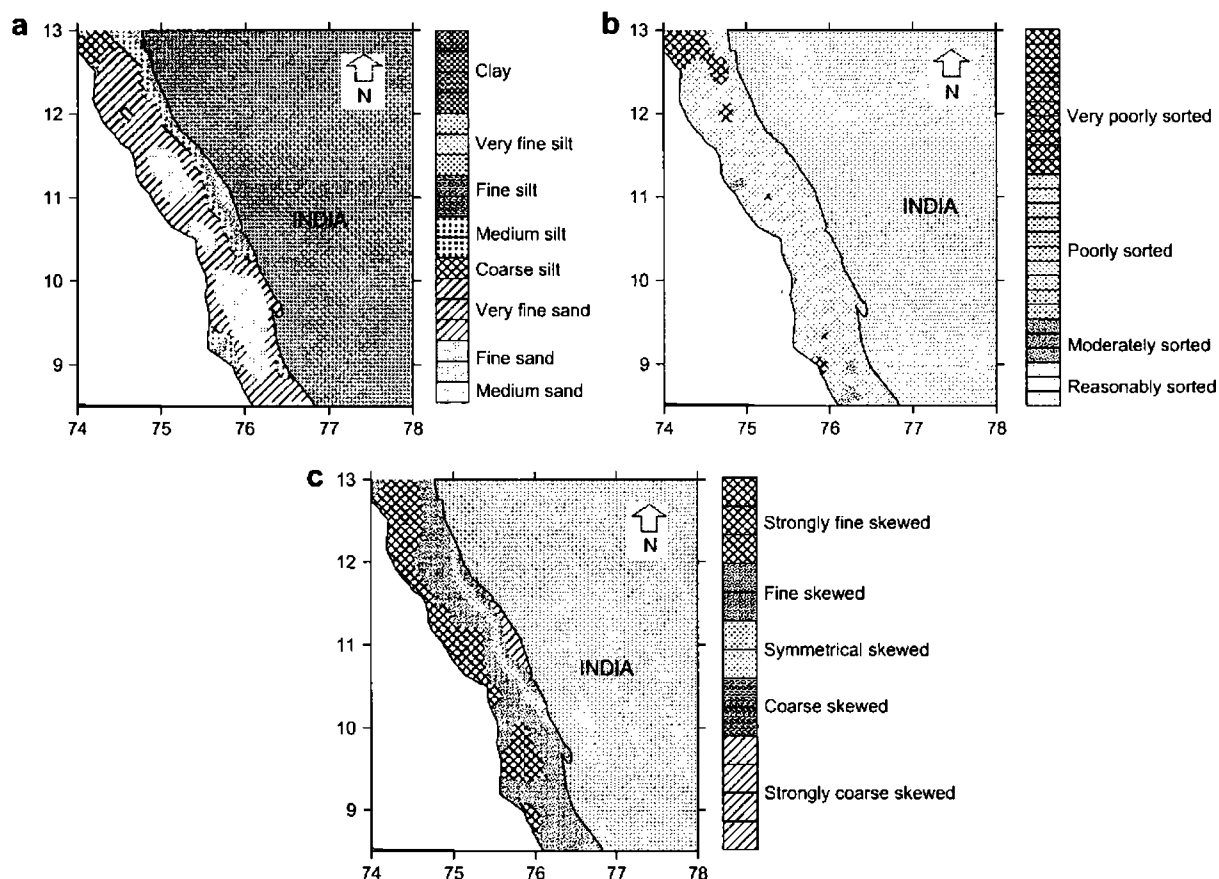 a
13
12
11
10
9
74 75 76 77 78
N
INDIA
Clay
Very fine silt
Fine silt
Medium silt
Coarse silt
Very fine sand
Fine sand
Medium sand
b
13
12
11
10
9
74 75 76 77 78
N
INDIA
Very poorly sorted
Poorly sorted
Moderately sorted
Reasonably sorted
c
13
12
11
10
9
74 75 76 77 78
N
INDIA
Strongly fine skewed
Fine skewed
Symmetrical skewed
Coarse skewed
Strongly coarse skewed